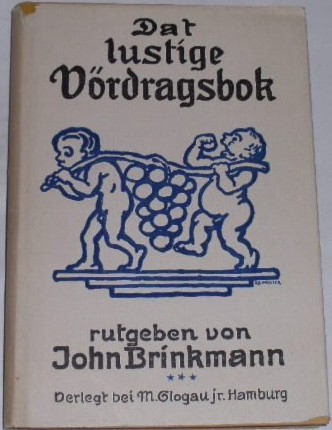 Dat
lustige
Vördragsbok
rutgeben von
John Brinkmann
***
Verlegt bei M. Glogau jr. Hamburg